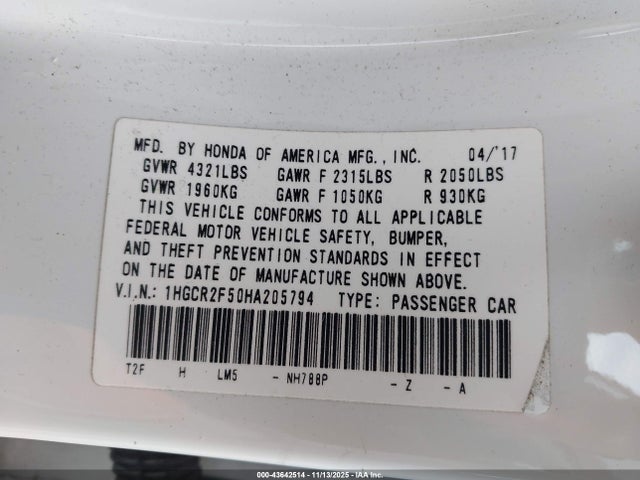 MFD. BY HONDA OF AMERICA MFG., INC. 04/'17
GVWR 4321LBS GAWR F 2315LBS R 2050LBS
GVWR 1960KG GAWR F 1050KG R 930KG
THIS VEHICLE CONFORMS TO ALL APPLICABLE
FEDERAL MOTOR VEHICLE SAFETY, BUMPER,
AND THEFT PREVENTION STANDARDS IN EFFECT
ON THE DATE OF MANUFACTURE SHOWN ABOVE.
V.I.N.: 1HGCR2F50HA205794 TYPE: PASSENGER CAR
T2F H LM5 - NH788P - Z - A
000-43642514 - 11/13/2025 - IAA Inc.